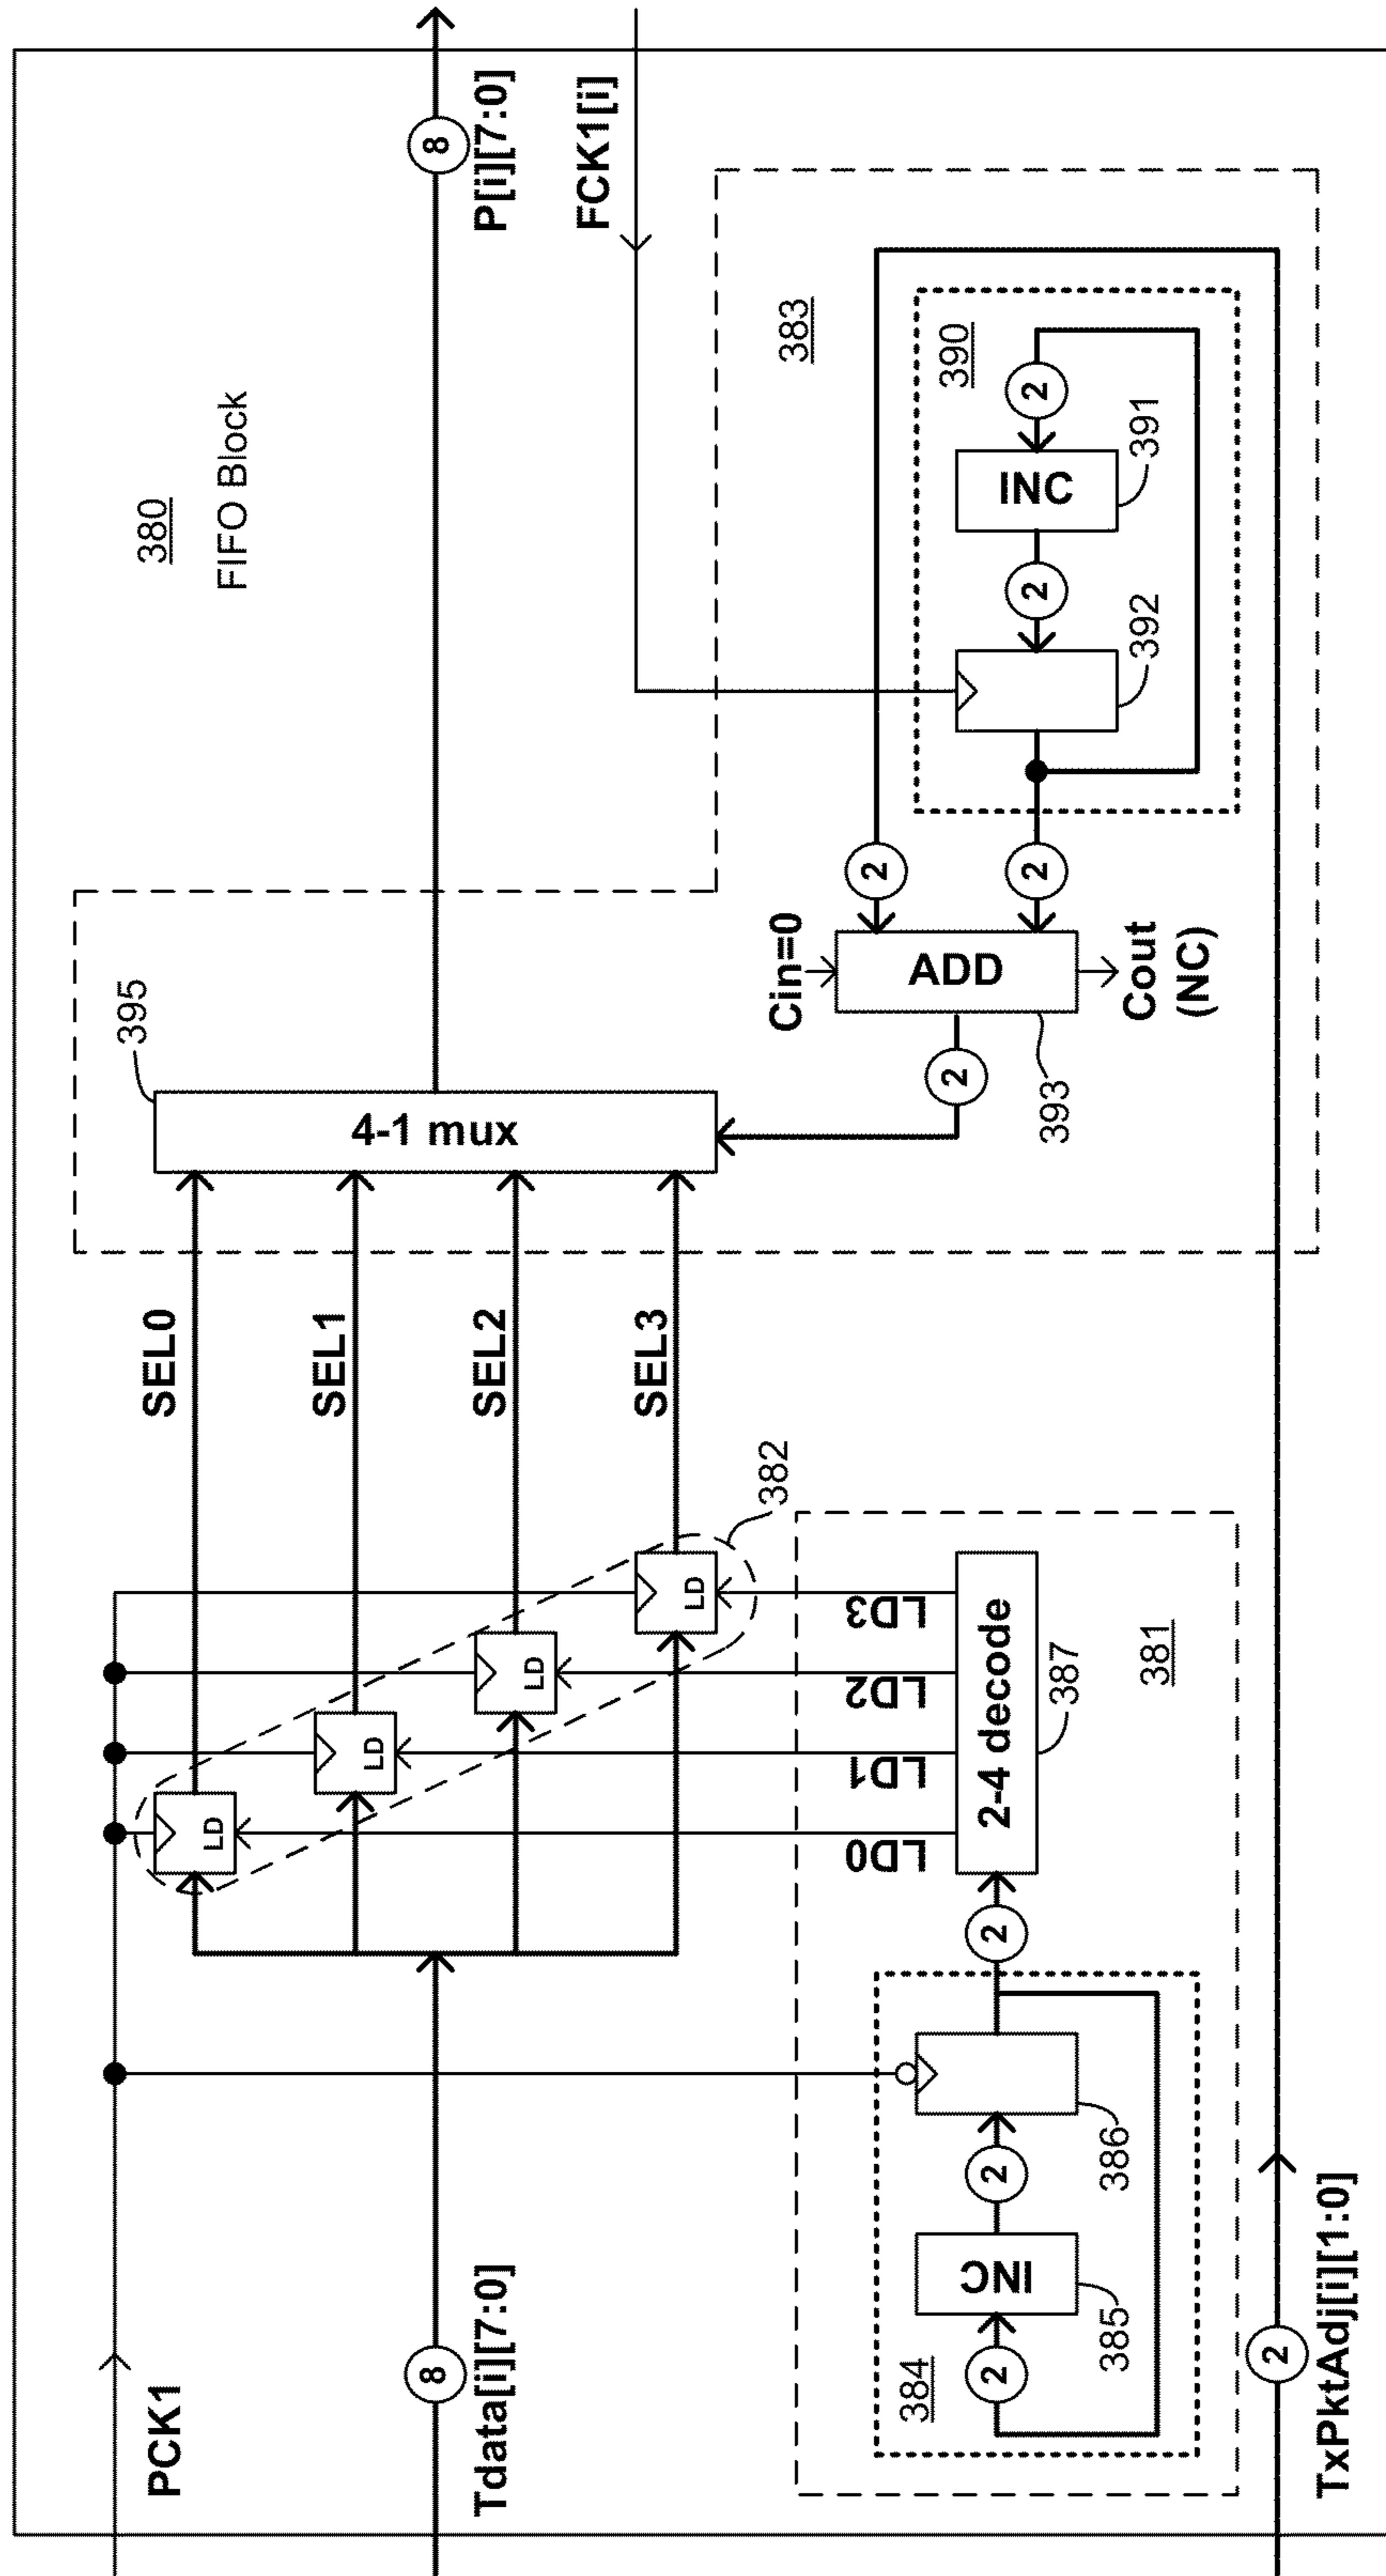 380
FIFO Block
PCK1
Tdata[i][7:0]
8
TxPktAdj[i][1:0]
2
SEL0
SEL1
SEL2
SEL3
LD
LD
LD
LD
382
LD0
LD1
LD2
LD3
2-4 decode
387
381
384
2
INC
385
2
386
2
395
4-1 mux
8
P[i][7:0]
FCK1[i]
383
390
2
INC
391
2
392
2
2
Cin=0
ADD
Cout
(NC)
393
2